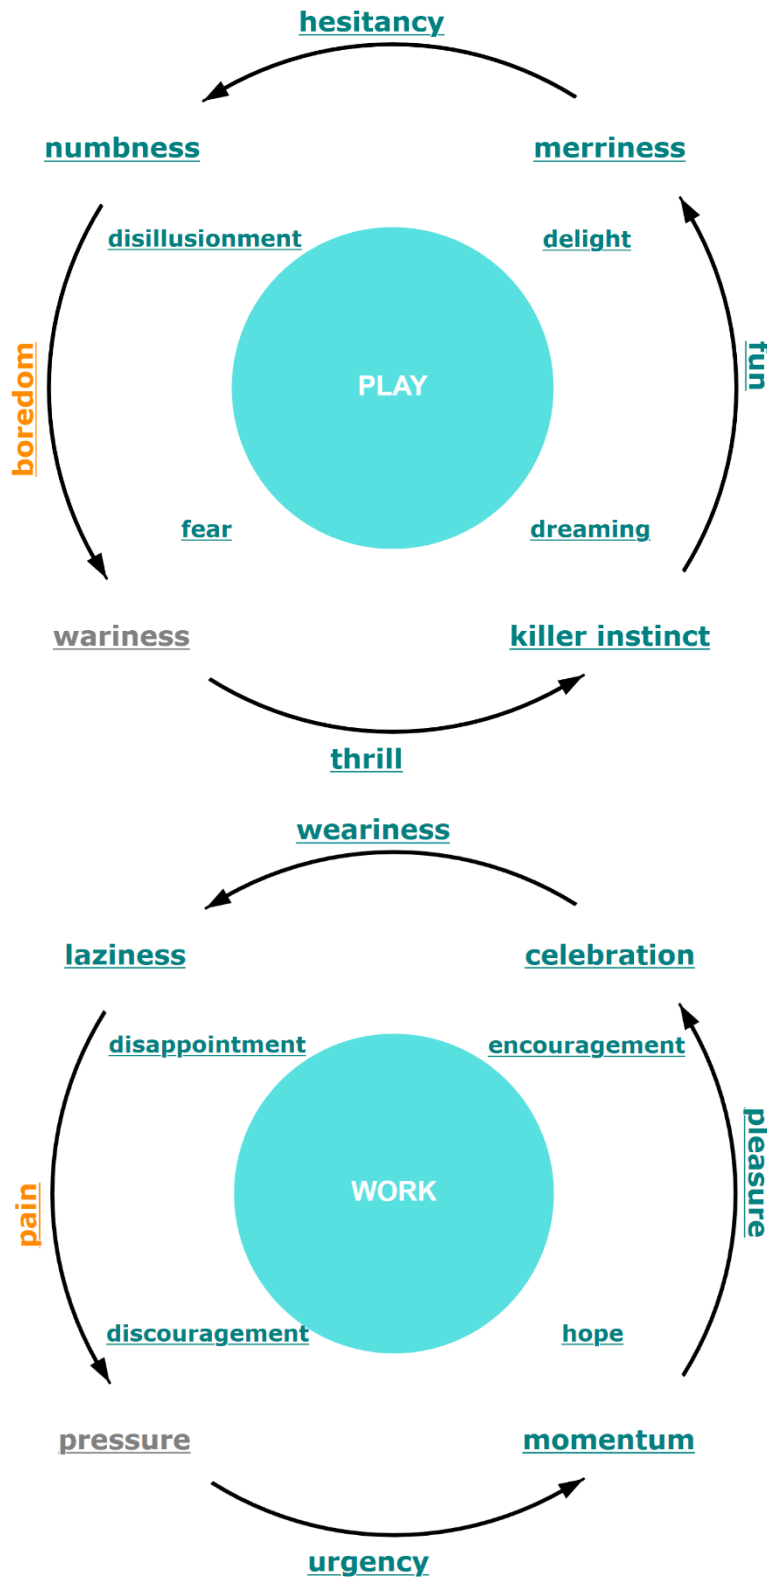 hesitancy
numbness
merriness
disillusionment
delight
boredom
PLAY
fun
fear
dreaming
wariness
killer instinct
thrill
weariness
laziness
celebration
disappointment
encouragement
pain
WORK
pleasure
discouragement
hope
pressure
momentum
urgency